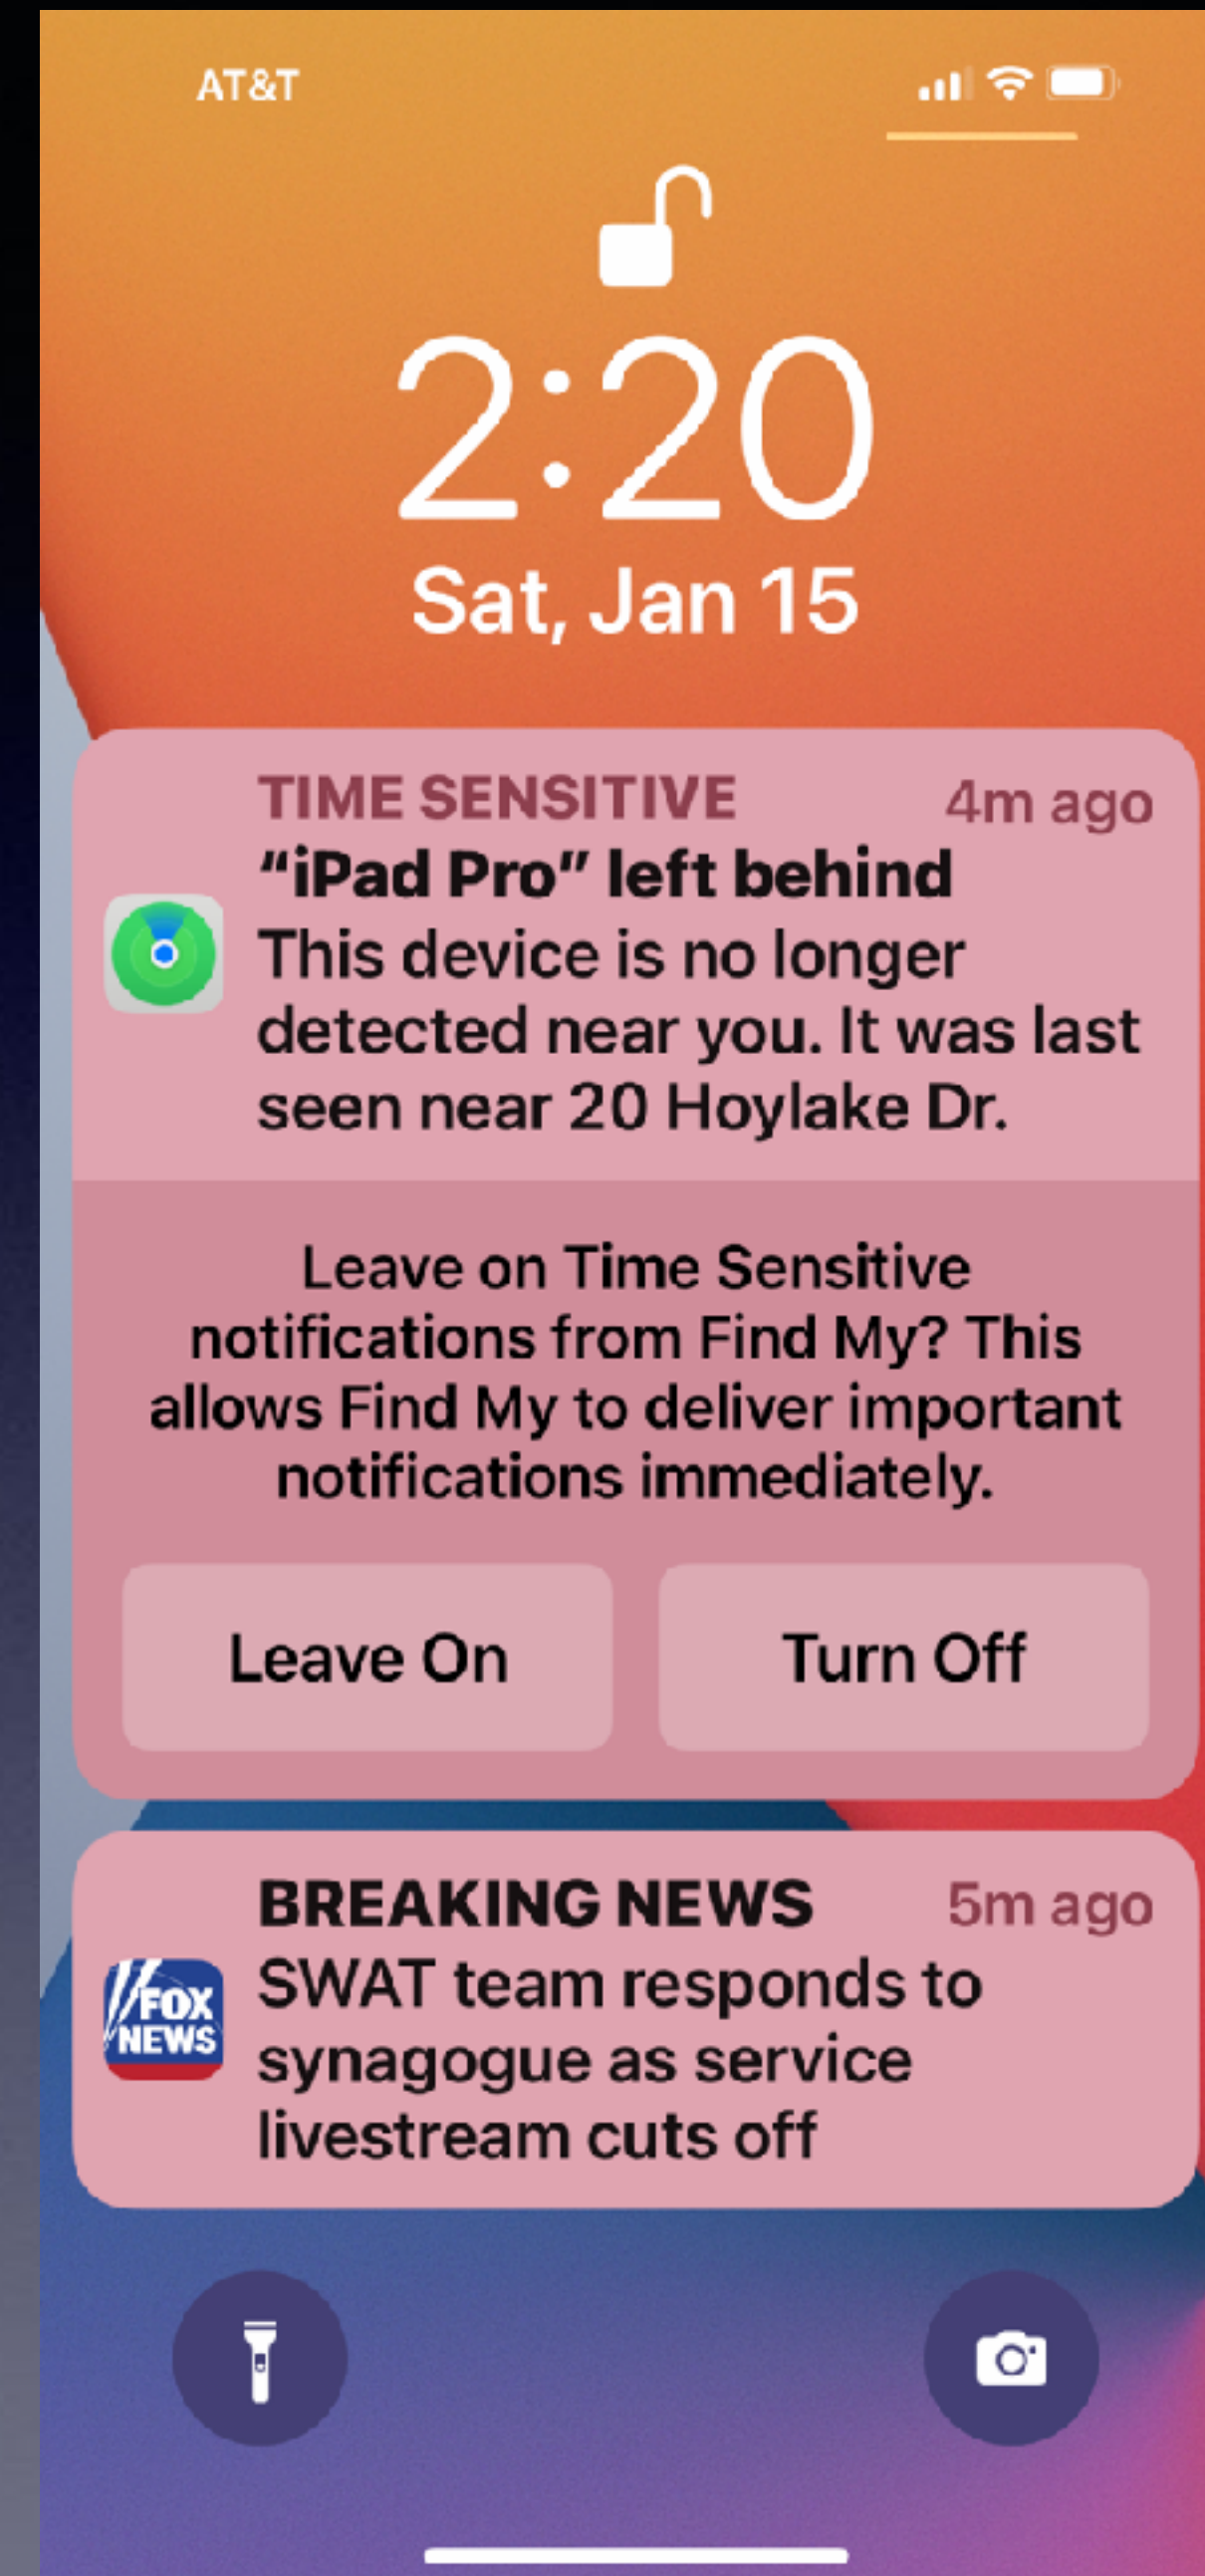 AT&T
2:20
Sat, Jan 15
TIME SENSITIVE 4m ago
“iPad Pro” left behind
This device is no longer
detected near you. It was last
seen near 20 Hoylake Dr.
Leave on Time Sensitive
notifications from Find My? This
allows Find My to deliver important
notifications immediately.
Leave On Turn Off
BREAKING NEWS 5m ago
FOX
NEWS
SWAT team responds to
synagogue as service
livestream cuts off